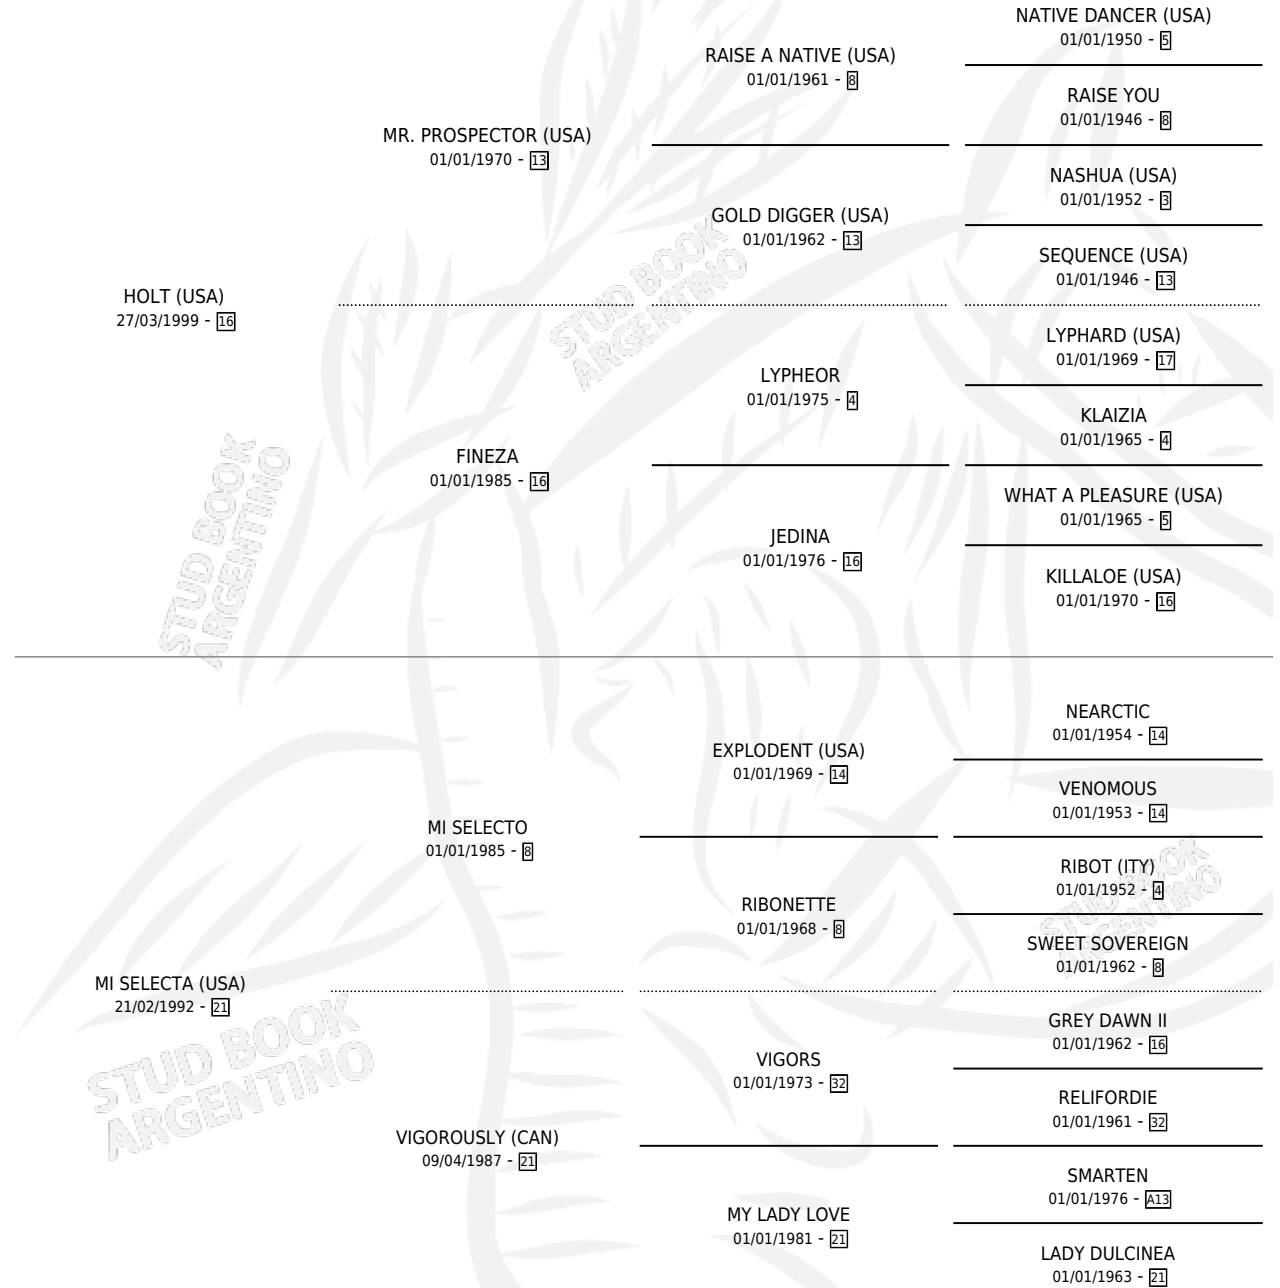 NATIVE DANCER (USA)
01/01/1950 - 5
RAISE A NATIVE (USA)
01/01/1961 - 8
RAISE YOU
01/01/1946 - 8
MR. PROSPECTOR (USA)
01/01/1970 - 13
NASHUA (USA)
01/01/1952 - 3
GOLD DIGGER (USA)
01/01/1962 - 13
SEQUENCE (USA)
01/01/1946 - 13
HOLT (USA)
27/03/1999 - 16
STUD BOOK
ARGENTINO
LYPHARD (USA)
01/01/1969 - 17
LYPHEOR
01/01/1975 - 4
KLAIZIA
01/01/1965 - 4
FINEZA
01/01/1985 - 16
WHAT A PLEASURE (USA)
01/01/1965 - 5
JEDINA
01/01/1976 - 16
KILLALOE (USA)
01/01/1970 - 16
STUD BOOK
ARGENTINO
NEARCTIC
01/01/1954 - 14
EXPLODENT (USA)
01/01/1969 - 14
VENOMOUS
01/01/1953 - 14
MI SELECTO
01/01/1985 - 8
RIBOT (ITY)
01/01/1952 - 4
RIBONETTE
01/01/1968 - 8
SWEET SOVEREIGN
01/01/1962 - 8
STUD BOOK
ARGENTINO
MI SELECTA (USA)
21/02/1992 - 21
GREY DAWN II
01/01/1962 - 16
VIGORS
01/01/1973 - 32
RELIFORDIE
01/01/1961 - 32
STUD BOOK
ARGENTINO
VIGOROUSLY (CAN)
09/04/1987 - 21
SMARTEN
01/01/1976 - A13
MY LADY LOVE
01/01/1981 - 21
LADY DULCINEA
01/01/1963 - 21